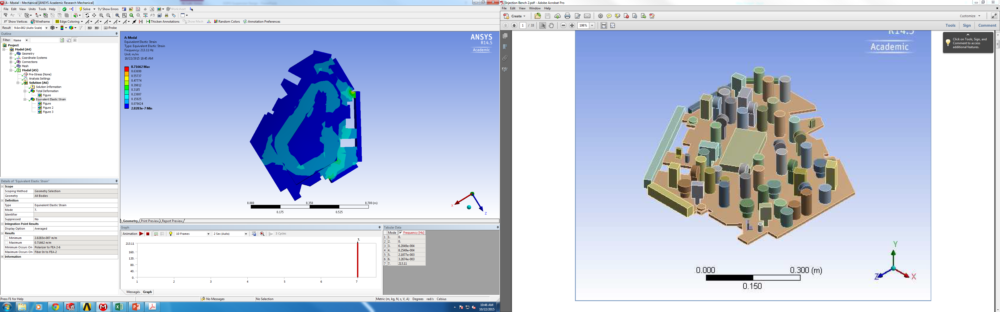 A : Modal - Mechanical [ANSYS Academic Research Mechanical]
File Edit View Units Tools Help Solve ?/ Show Errors Worksheet
Show Vertices Wireframe Edge Coloring Thicken Annotations Show Mesh Random Colors Annotation Preferences
Result 9.6e-002 (Auto Scale) MAX MIN Probe
Outline
Filter: Name
Project
Model (A4)
Geometry
Coordinate Systems
Connections
Mesh
Modal (A5)
Pre-Stress (None)
Analysis Settings
Solution (A6)
Solution Information
Total Deformation
Figure
Equivalent Elastic Strain
Figure
Figure 2
Figure 3
Details of "Equivalent Elastic Strain"
Scope
Scoping Method Geometry Selection
Geometry All Bodies
Definition
Type Equivalent Elastic Strain
Mode 7.
Identifier
Suppressed No
Integration Point Results
Display Option Averaged
Results
Minimum 2.8283e-007 m/m
Maximum 0.71662 m/m
Minimum Occurs On Polarizer to FEA 2-6
Maximum Occurs On Fiber In to FEA-2
Information
A: Modal
Equivalent Elastic Strain
Type: Equivalent Elastic Strain
Frequency: 213.11 Hz
Unit: m/m
10/22/2015 10:45 AM
0.71662 Max
0.63699
0.55737
0.47774
0.39812
0.3185
0.23887
0.15925
0.079624
2.8283e-7 Min
ANSYS
R14.5
Academic
0.000 0.350 0.700 (m)
0.175 0.525
X
Z
Geometry Print Preview Report Preview
Graph
Animation 10 Frames 2 Sec (Auto) 3 Cycles
7.
213.11
160.
120.
80.
40.
0.
1 2 3 4 5 6 7
Messages Graph
Tabular Data
Mode Frequency [Hz]
1 1. 0.
2 2. 0.
3 3. 6.2049e-004
4 4. 8.2549e-004
5 5. 2.1877e-003
6 6. 3.2674e-003
7 7. 213.11
Press F1 for Help No Messages No Selection Metric (m, kg, N, s, V, A) Degrees rad/s Celsius
10:46 AM
10/22/2015
Injection Bench 2.pdf - Adobe Acrobat Pro
File Edit View Window Help
Create Customize
1 / 33 198% Tools Sign Comment
Click on Tools, Sign, and
Comment to access
additional features.
R14.5
Academic
0.000 0.300 (m)
0.150
Y
Z X